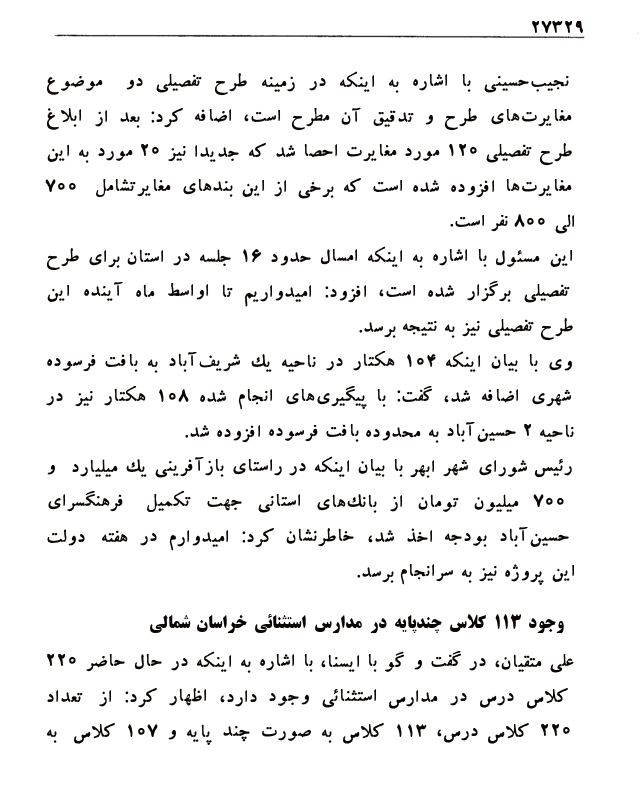 ۲۷۳۲۹
نجیب‌حسینی با اشاره به اینکه در زمینه طرح تفصیلی دو موضوع
مغایرت‌های طرح و تدقیق آن مطرح است، اضافه کرد: بعد از ابلاغ
طرح تفصیلی ۱۲۰ مورد مغایرت احصا شد که جدیدا نیز ۲۰ مورد به این
مغایرت‌ها افزوده شده است که برخی از این بندهای مغایرتشامل ۷۰۰
الی ۸۰۰ نفر است.
این مسئول با اشاره به اینکه امسال حدود ۱۶ جلسه در استان برای طرح
تفصیلی برگزار شده است، افزود: امیدواریم تا اواسط ماه آینده این
طرح تفصیلی نیز به نتیجه برسد.
وی با بیان اینکه ۱۰۴ هکتار در ناحیه یك شریف‌آباد به بافت فرسوده
شهری اضافه شد، گفت: با پیگیری‌های انجام شده ۱۰۸ هکتار نیز در
ناحیه ۲ حسین‌آباد به محدوده بافت فرسوده افزوده شد.
رئیس شورای شهر ابهر با بیان اینکه در راستای بازآفرینی یك میلیارد و
۷۰۰ میلیون تومان از بانك‌های استانی جهت تکمیل فرهنگسرای
حسین‌آباد بودجه اخذ شد، خاطرنشان کرد: امیدوارم در هفته دولت
این پروژه نیز به سرانجام برسد.
وجود ۱۱۳ کلاس چندپایه در مدارس استثنائی خراسان شمالی
علی متقیان، در گفت و گو با ایسنا، با اشاره به اینکه در حال حاضر ۲۲۰
کلاس درس در مدارس استثنائی وجود دارد، اظهار کرد: از تعداد
۲۲۰ کلاس درس، ۱۱۳ کلاس به صورت چند پایه و ۱۰۷ کلاس به